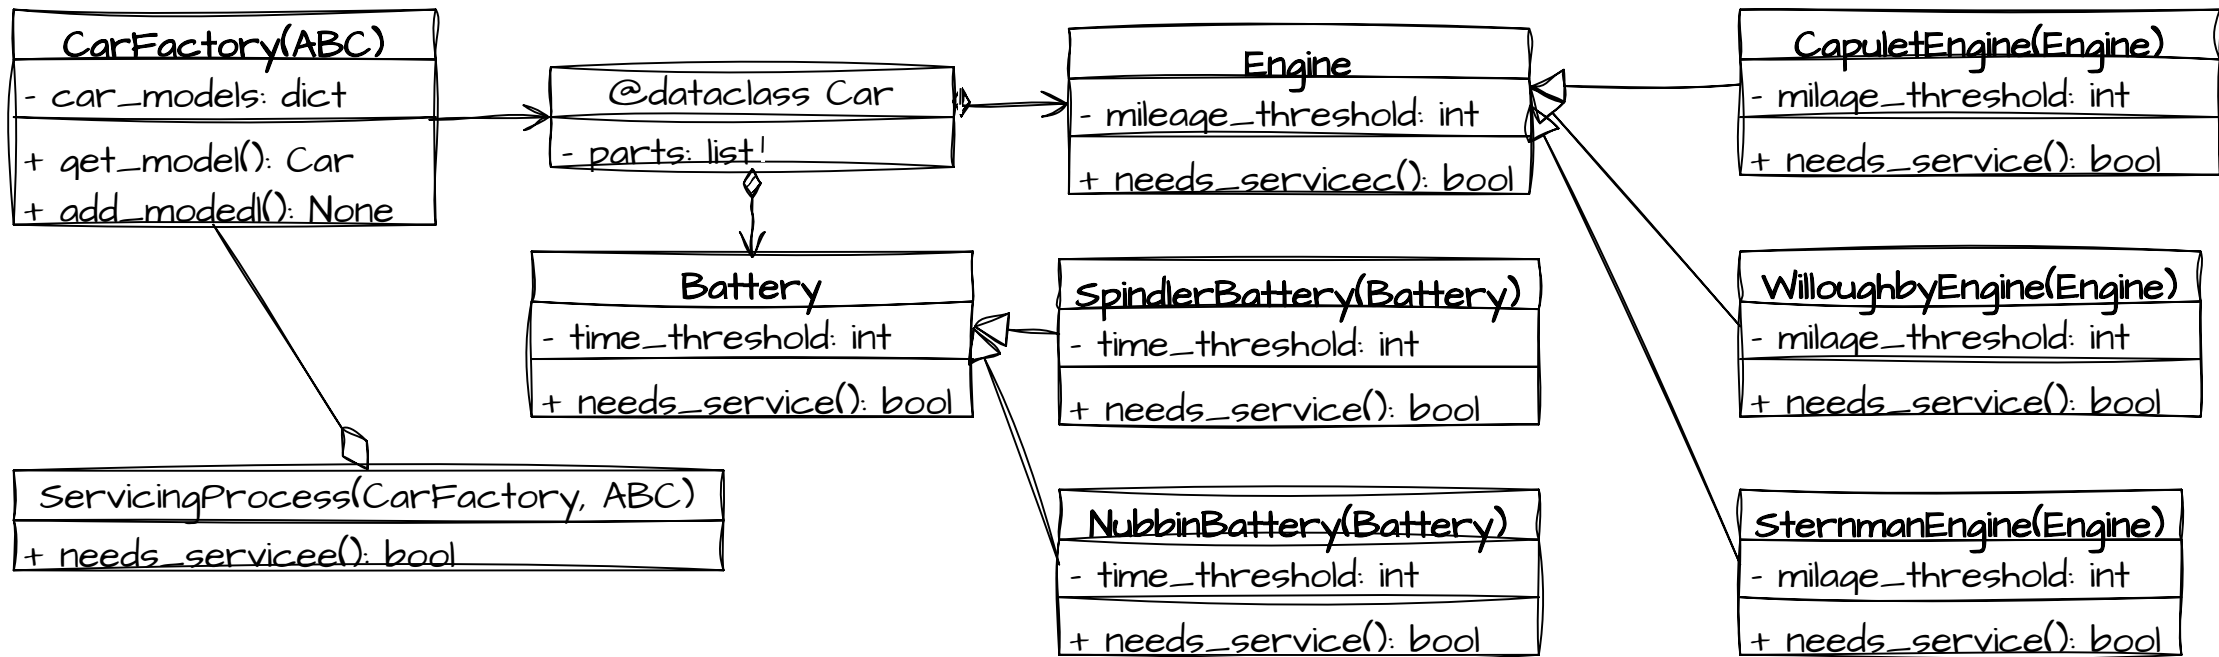 CarFactory(ABC)
- car_models: dict
+ get_model(): Car
+ add_modedl(): None
@dataclass Car
- parts: list!
Engine
- mileage_threshold: int
+ needs_servicec(): bool
CapuletEngine(Engine)
- milage_threshold: int
+ needs_service(): bool
Battery
- time_threshold: int
+ needs_service(): bool
SpindlerBattery(Battery)
- time_threshold: int
+ needs_service(): bool
WilloughbyEngine(Engine)
- milage_threshold: int
+ needs_service(): bool
ServicingProcess(CarFactory, ABC)
+ needs_servicee(): bool
NubbinBattery(Battery)
- time_threshold: int
+ needs_service(): bool
SternmanEngine(Engine)
- milage_threshold: int
+ needs_service(): bool